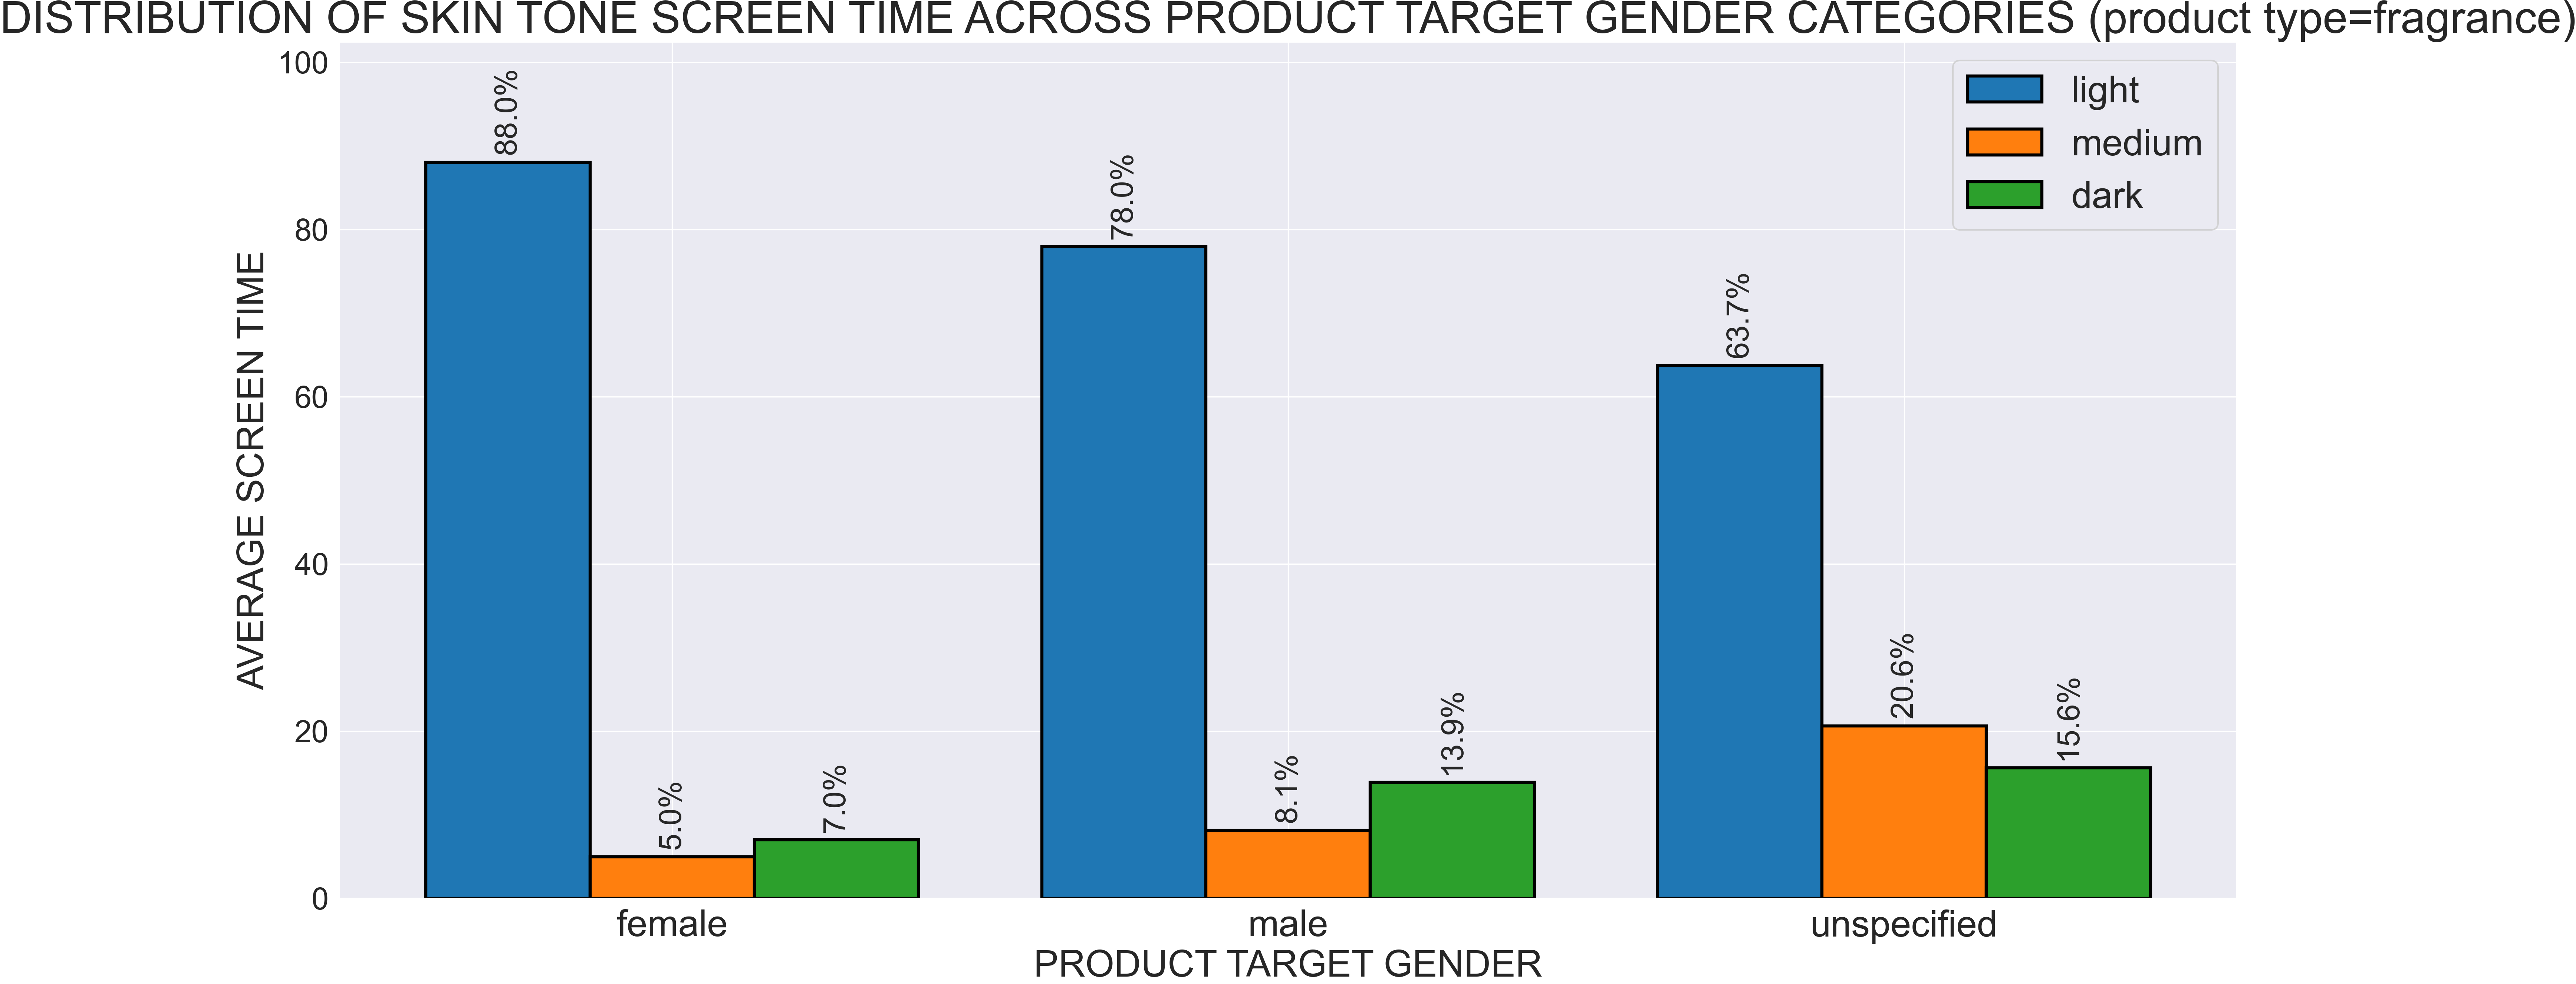 DISTRIBUTION OF SKIN TONE SCREEN TIME ACROSS PRODUCT TARGET GENDER CATEGORIES (product type=fragrance)
100
80
60
40
20
0
AVERAGE SCREEN TIME
88.0%
5.0%
7.0%
78.0%
8.1%
13.9%
63.7%
20.6%
15.6%
light
medium
dark
female
male
unspecified
PRODUCT TARGET GENDER